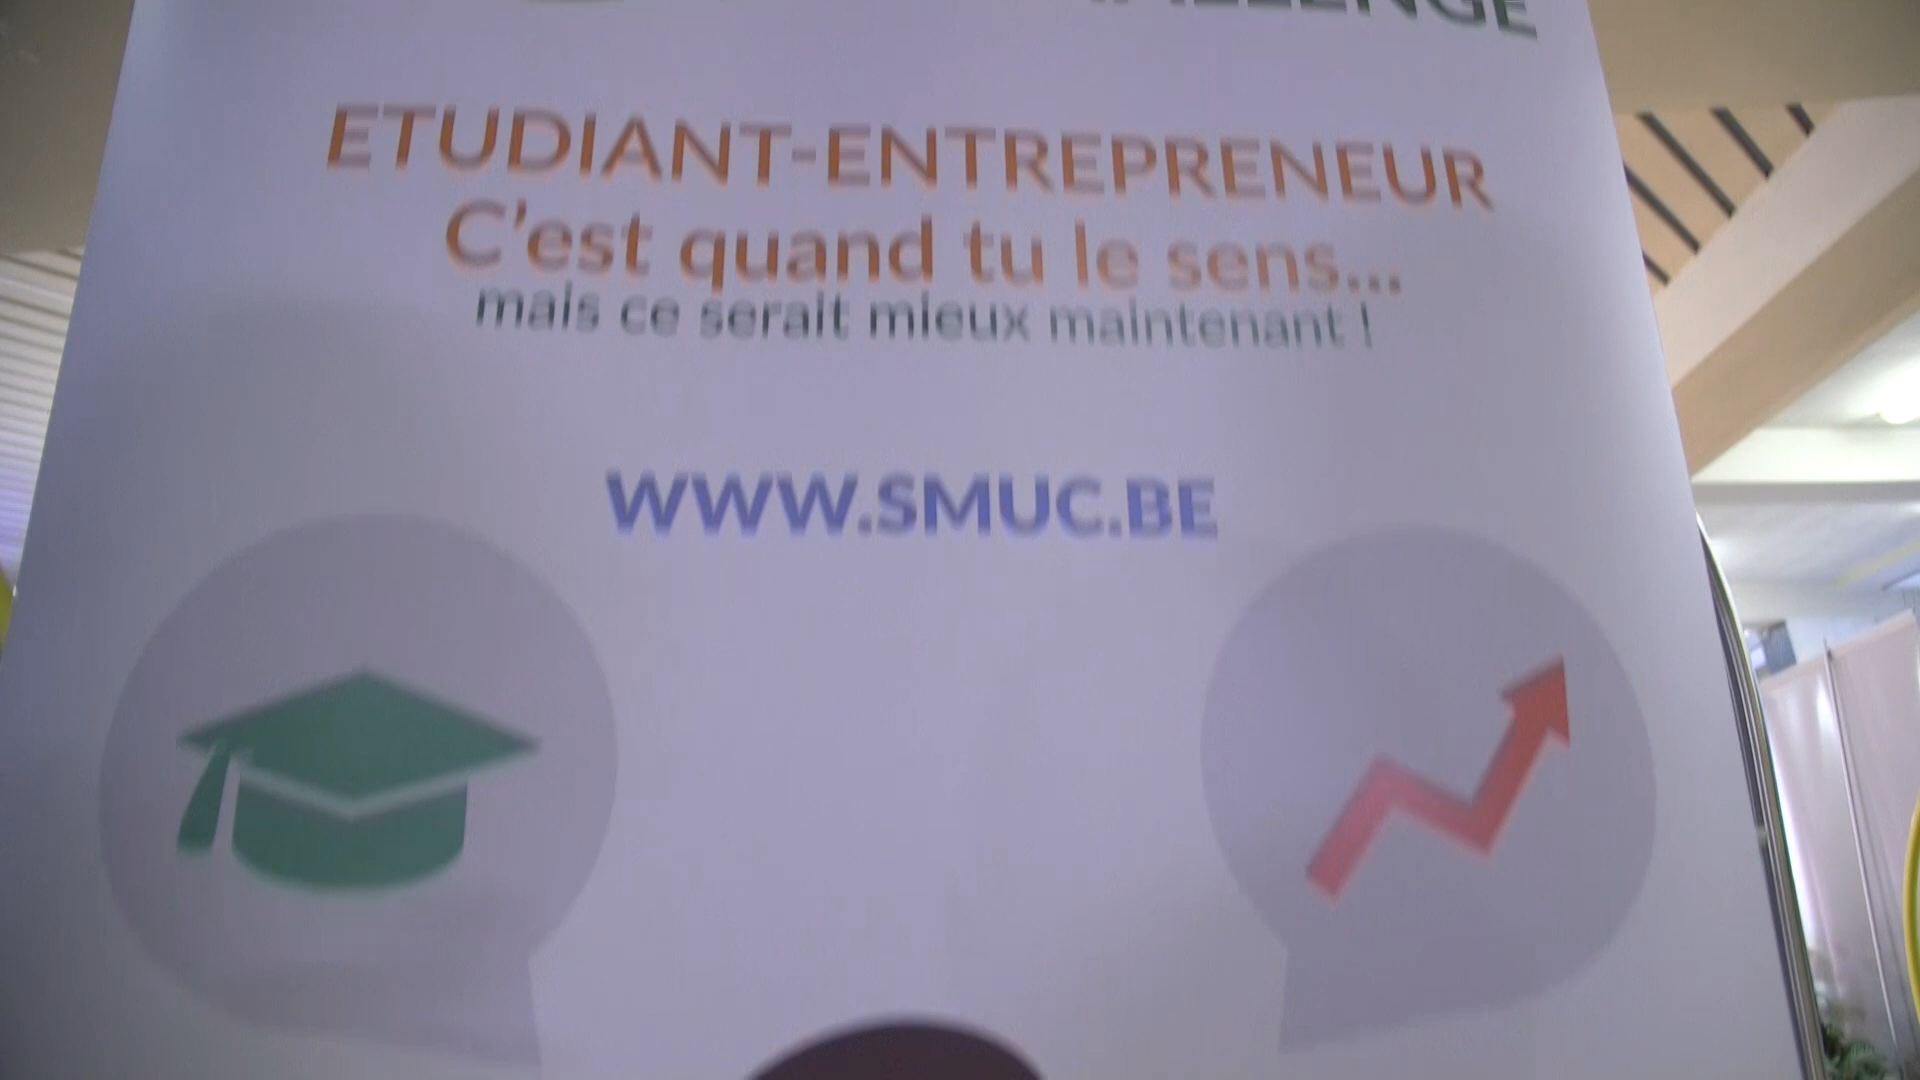 ETUDIANT-ENTREPRENEUR
C'est quand tu le sens...
mais ce serait mieux maintenant !
WWW.SMUC.BE